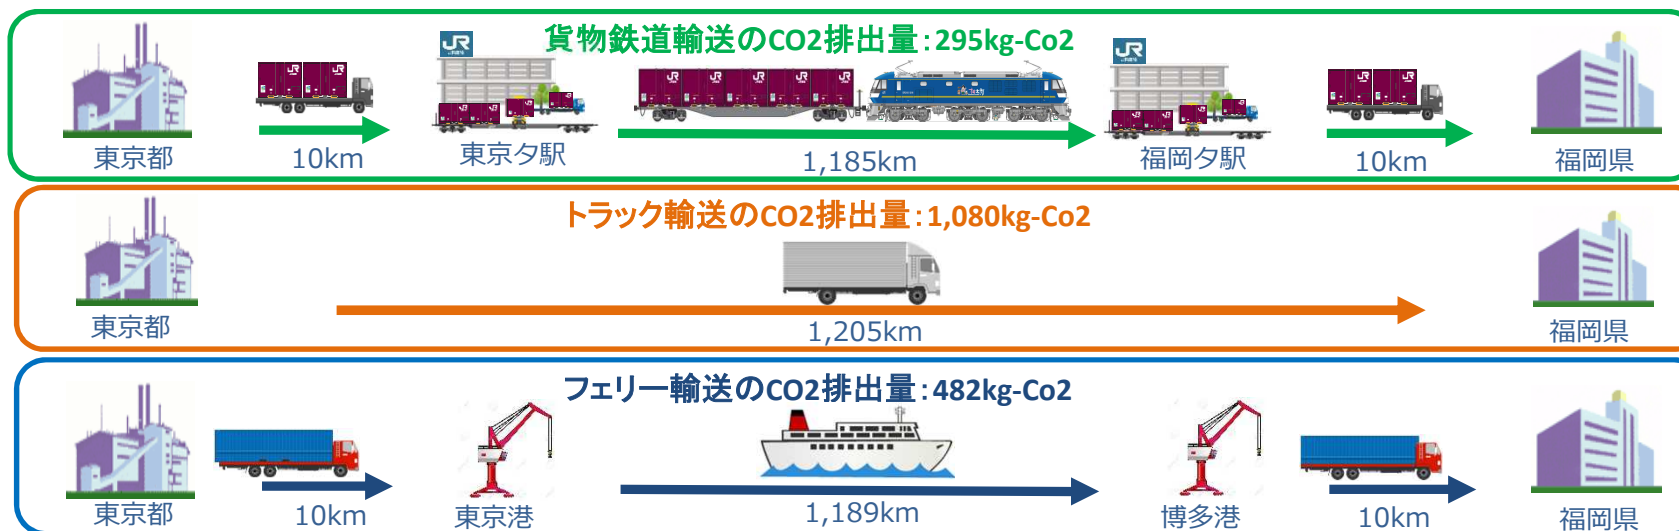 貨物鉄道輸送のCO2排出量：295kg-Co2
JR
JR
東京都
10km
東京タ駅
1,185km
福岡タ駅
10km
福岡県
トラック輸送のCO2排出量：1,080kg-Co2
東京都
1,205km
福岡県
フェリー輸送のCO2排出量：482kg-Co2
東京都
10km
東京港
1,189km
博多港
10km
福岡県